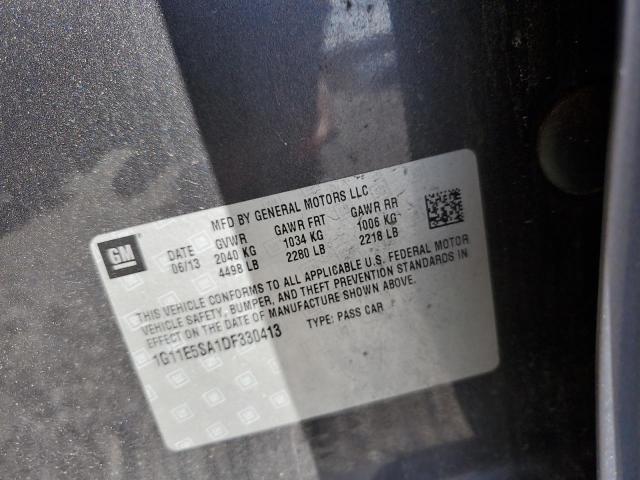 GM
MFD BY GENERAL MOTORS LLC
DATE GVWR GAWR FRT GAWR RR
06/13 2040 KG 1034 KG 1006 KG
4498 LB 2280 LB 2218 LB
THIS VEHICLE CONFORMS TO ALL APPLICABLE U.S. FEDERAL MOTOR
VEHICLE SAFETY, BUMPER, AND THEFT PREVENTION STANDARDS IN
EFFECT ON THE DATE OF MANUFACTURE SHOWN ABOVE.
1G11E5SA1DF330413 TYPE: PASS CAR